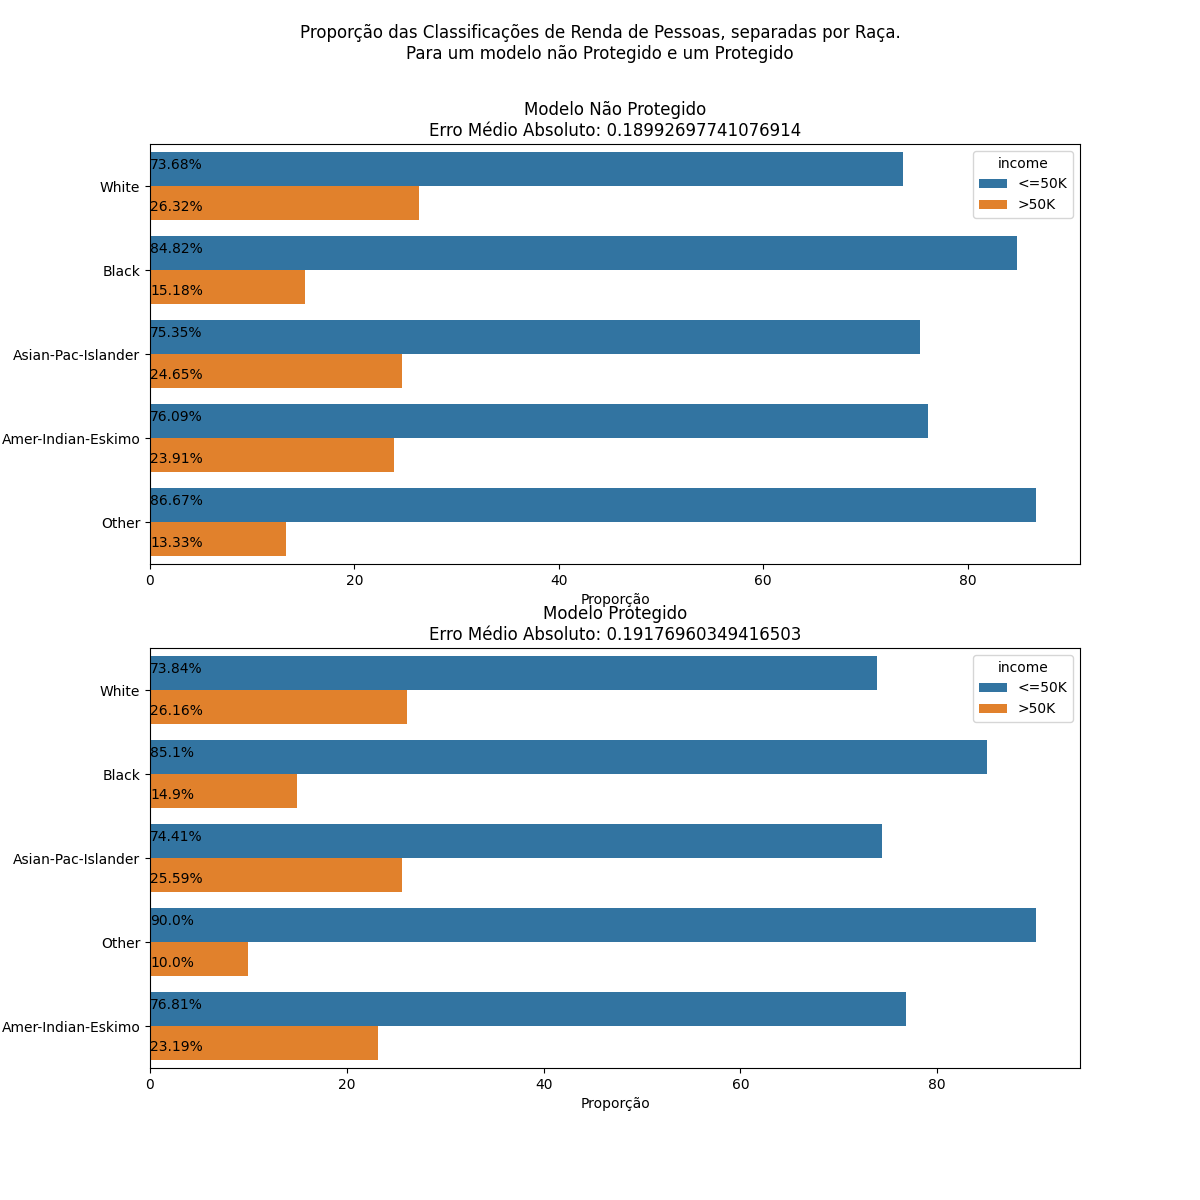 Proporção das Classificações de Renda de Pessoas, separadas por Raça.
Para um modelo não Protegido e um Protegido
Modelo Não Protegido
Erro Médio Absoluto: 0.18992697741076914
income
<=50K
>50K
White
73.68%
26.32%
Black
84.82%
15.18%
Asian-Pac-Islander
75.35%
24.65%
Amer-Indian-Eskimo
76.09%
23.91%
Other
86.67%
13.33%
0 20 40 60 80
Proporção
Modelo Protegido
Erro Médio Absoluto: 0.19176960349416503
income
<=50K
>50K
White
73.84%
26.16%
Black
85.1%
14.9%
Asian-Pac-Islander
74.41%
25.59%
Other
90.0%
10.0%
Amer-Indian-Eskimo
76.81%
23.19%
0 20 40 60 80
Proporção